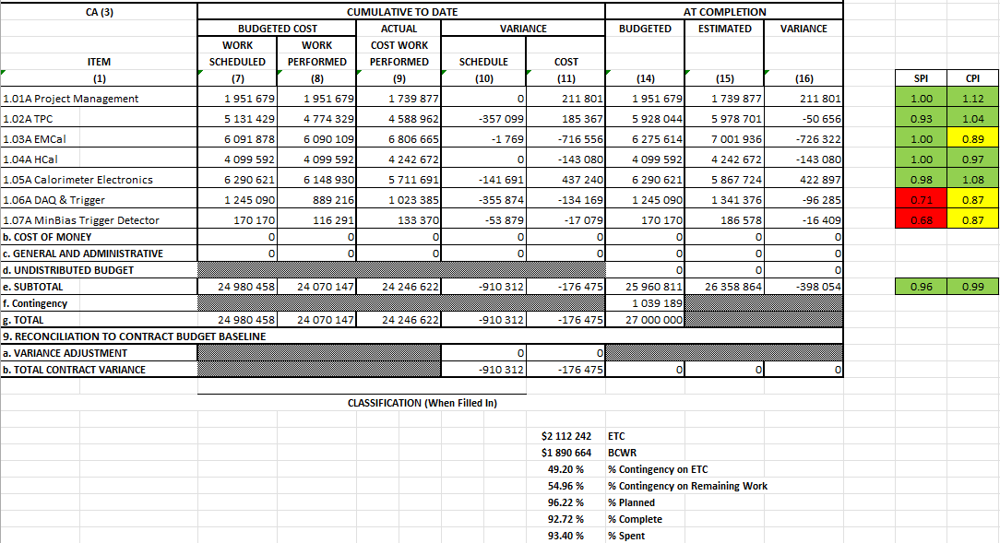 CA (3) CUMULATIVE TO DATE AT COMPLETION
BUDGETED COST ACTUAL VARIANCE BUDGETED ESTIMATED VARIANCE
WORK WORK COST WORK
ITEM SCHEDULED PERFORMED PERFORMED SCHEDULE COST
(1) (7) (8) (9) (10) (11) (14) (15) (16) SPI CPI
1.01A Project Management 1 951 679 1 951 679 1 739 877 0 211 801 1 951 679 1 739 877 211 801 1.00 1.12
1.02A TPC 5 131 429 4 774 329 4 588 962 -357 099 185 367 5 928 044 5 978 701 -50 656 0.93 1.04
1.03A EMCal 6 091 878 6 090 109 6 806 665 -1 769 -716 556 6 275 614 7 001 936 -726 322 1.00 0.89
1.04A HCal 4 099 592 4 099 592 4 242 672 0 -143 080 4 099 592 4 242 672 -143 080 1.00 0.97
1.05A Calorimeter Electronics 6 290 621 6 148 930 5 711 691 -141 691 437 240 6 290 621 5 867 724 422 897 0.98 1.08
1.06A DAQ & Trigger 1 245 090 889 216 1 023 385 -355 874 -134 169 1 245 090 1 341 376 -96 285 0.71 0.87
1.07A MinBias Trigger Detector 170 170 116 291 133 370 -53 879 -17 079 170 170 186 578 -16 409 0.68 0.87
b. COST OF MONEY 0 0 0 0 0 0 0 0
c. GENERAL AND ADMINISTRATIVE 0 0 0 0 0 0 0 0
d. UNDISTRIBUTED BUDGET 0 0 0
e. SUBTOTAL 24 980 458 24 070 147 24 246 622 -910 312 -176 475 25 960 811 26 358 864 -398 054 0.96 0.99
f. Contingency 1 039 189
g. TOTAL 24 980 458 24 070 147 24 246 622 -910 312 -176 475 27 000 000
9. RECONCILIATION TO CONTRACT BUDGET BASELINE
a. VARIANCE ADJUSTMENT 0 0
b. TOTAL CONTRACT VARIANCE -910 312 -176 475 0 0 0
CLASSIFICATION (When Filled In)
$2 112 242 ETC
$1 890 664 BCWR
49.20 % % Contingency on ETC
54.96 % % Contingency on Remaining Work
96.22 % % Planned
92.72 % % Complete
93.40 % % Spent